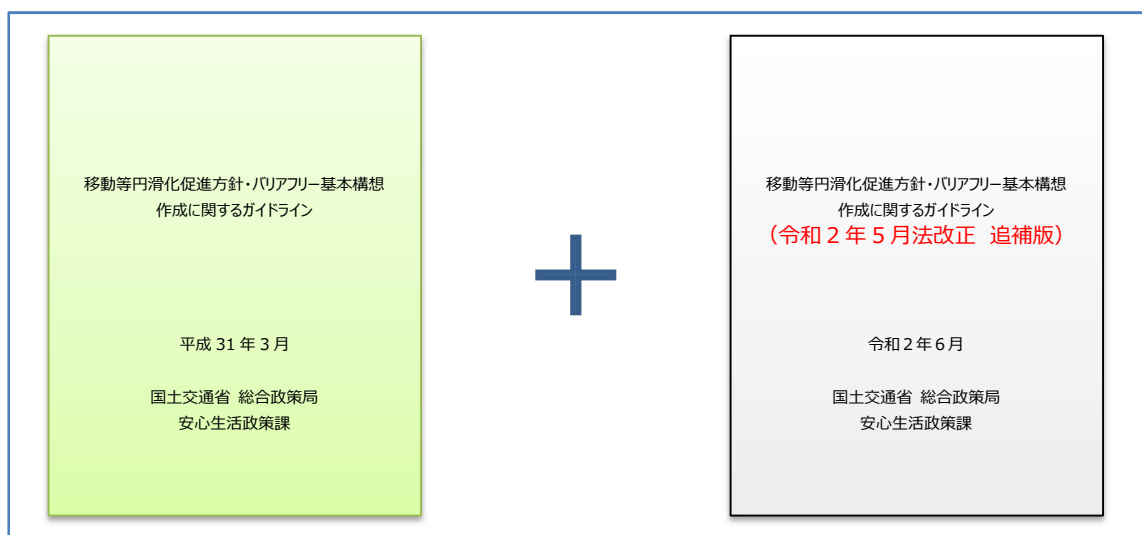 移動等円滑化促進方針・バリアフリー基本構想
作成に関するガイドライン
平成 31 年 3 月
国土交通省 総合政策局
安心生活政策課
+
移動等円滑化促進方針・バリアフリー基本構想
作成に関するガイドライン
(令和 2 年 5 月法改正 追補版)
令和 2 年 6 月
国土交通省 総合政策局
安心生活政策課